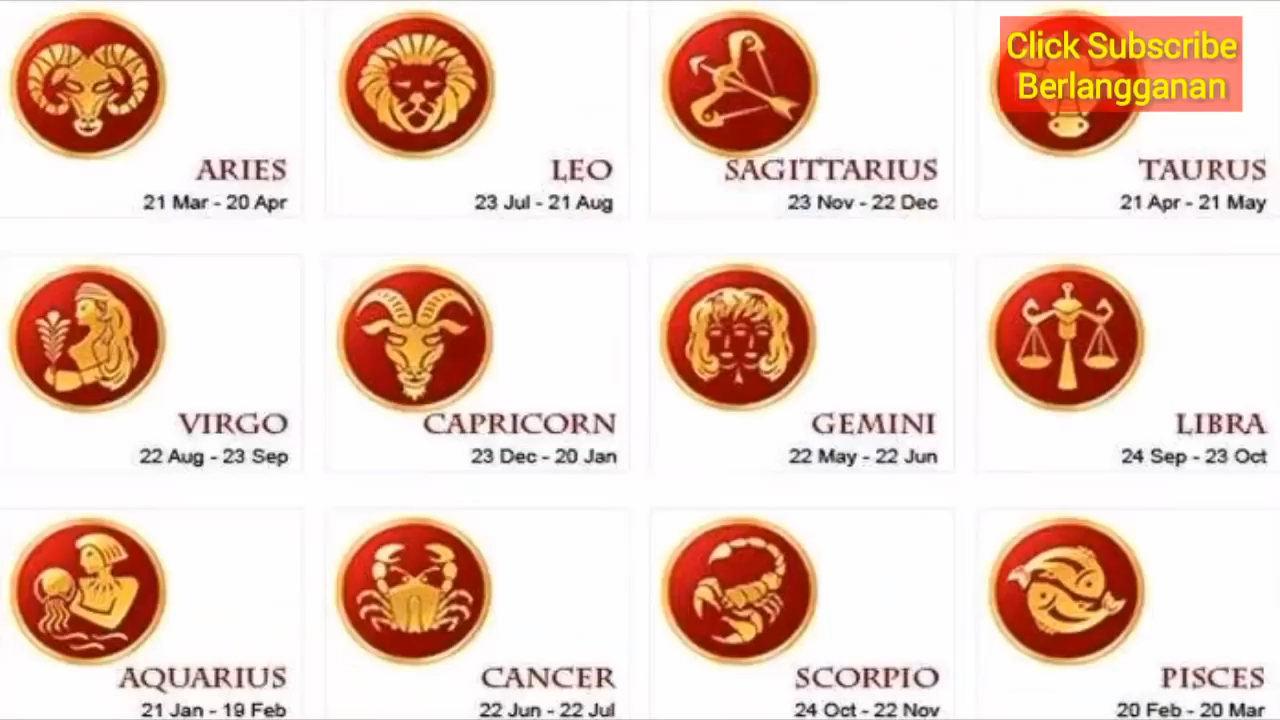 Click Subscribe
Berlangganan
ARIES
21 Mar - 20 Apr
LEO
23 Jul - 21 Aug
SAGITTARIUS
23 Nov - 22 Dec
TAURUS
21 Apr - 21 May
VIRGO
22 Aug - 23 Sep
CAPRICORN
23 Dec - 20 Jan
GEMINI
22 May - 22 Jun
LIBRA
24 Sep - 23 Oct
AQUARIUS
21 Jan - 19 Feb
CANCER
22 Jun - 22 Jul
SCORPIO
24 Oct - 22 Nov
PISCES
20 Feb - 20 Mar